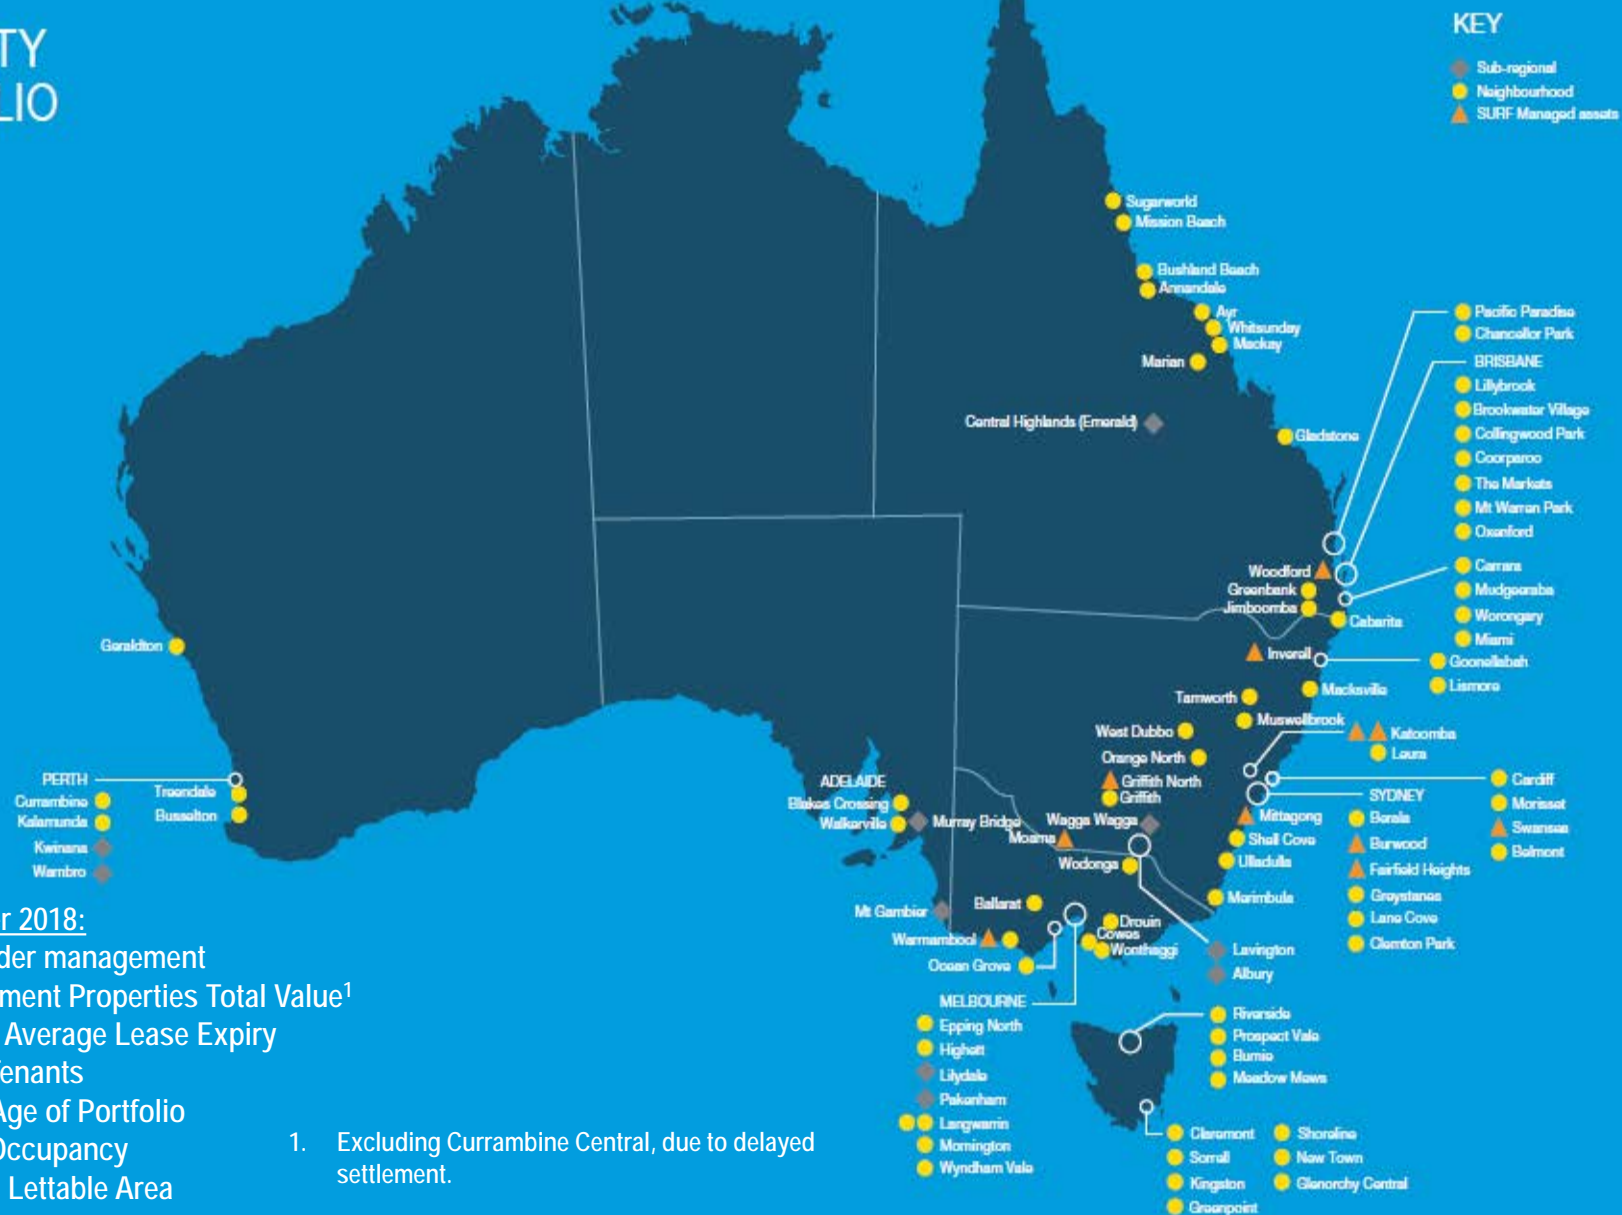 TY
LIO
KEY
Sub-regional
Neighbourhood
SURF Managed assets
Sugarworld
Mission Beach
Bushland Beach
Annandale
Ayr
Whitsunday
Mackay
Marian
Central Highlands (Emerald)
Gladstone
Pacific Paradise
Chancellor Park
BRISBANE
Lillybrook
Brookwater Village
Collingwood Park
Coorparoo
The Markets
Mt Warren Park
Oxenford
Woodford
Greenbank
Jimboomba
Cabarita
Carrara
Mudgeeraba
Worongary
Miami
Inverell
Goonellabah
Lismore
Geraldton
Tamworth
Macksville
Muswellbrook
West Dubbo
Orange North
Katoomba
Leura
Griffith North
Griffith
PERTH
Currambine
Kalamunda
Kwinana
Warnbro
Treendale
Busselton
ADELAIDE
Blakes Crossing
Walkerville
Murray Bridge
Wagga Wagga
Moama
Wodonga
Mittagong
Shell Cove
Ulladulla
Merimbula
SYDNEY
Berala
Burwood
Fairfield Heights
Greystanes
Lane Cove
Clemton Park
Cardiff
Morisset
Swansea
Belmont
Mt Gambier
Ballarat
Warrnambool
Ocean Grove
Drouin
Cowes
Wonthaggi
Lavington
Albury
MELBOURNE
Epping North
Highett
Lilydale
Pakenham
Langwarrin
Mornington
Wyndham Vale
Riverside
Prospect Vale
Burnie
Meadow Mews
Claremont
Sorell
Kingston
Greenpoint
Shoreline
New Town
Glenorchy Central
r 2018:
der management
ment Properties Total Value1
Average Lease Expiry
Tenants
Age of Portfolio
Occupancy
Lettable Area
1. Excluding Currambine Central, due to delayed
settlement.